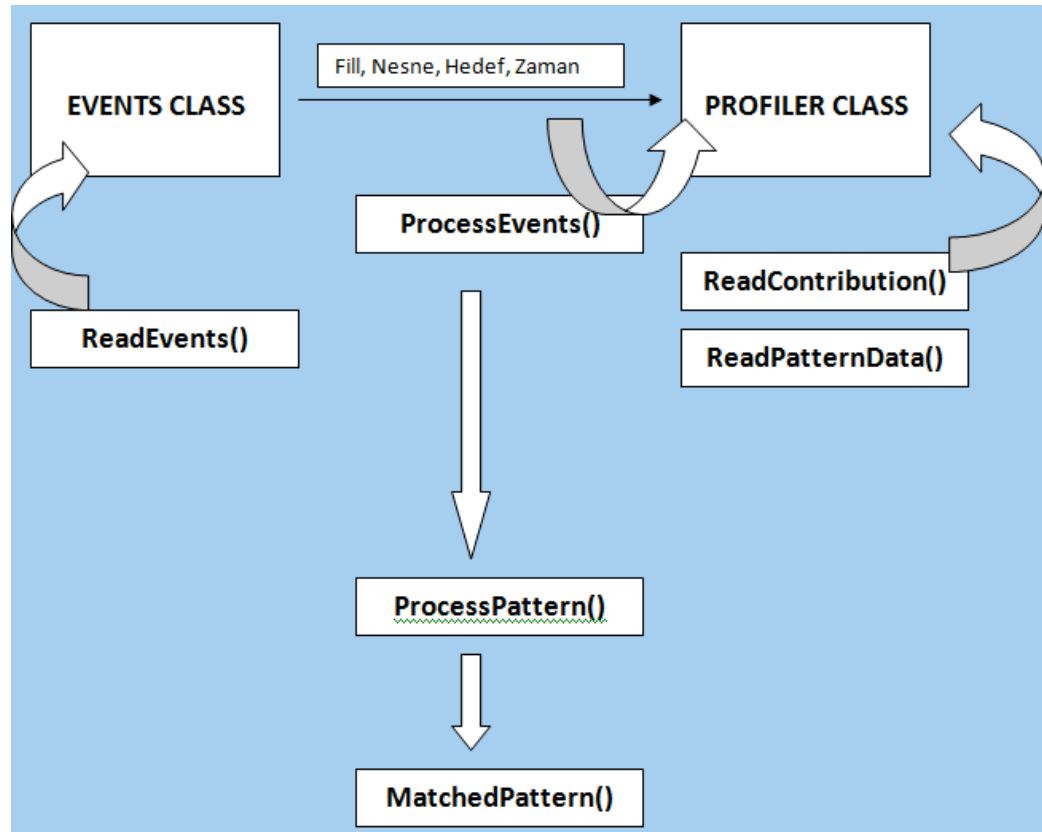 EVENTS CLASS
Fill, Nesne, Hedef, Zaman
PROFILER CLASS
ProcessEvents()
ReadContribution()
ReadEvents()
ReadPatternData()
ProcessPattern()
MatchedPattern()